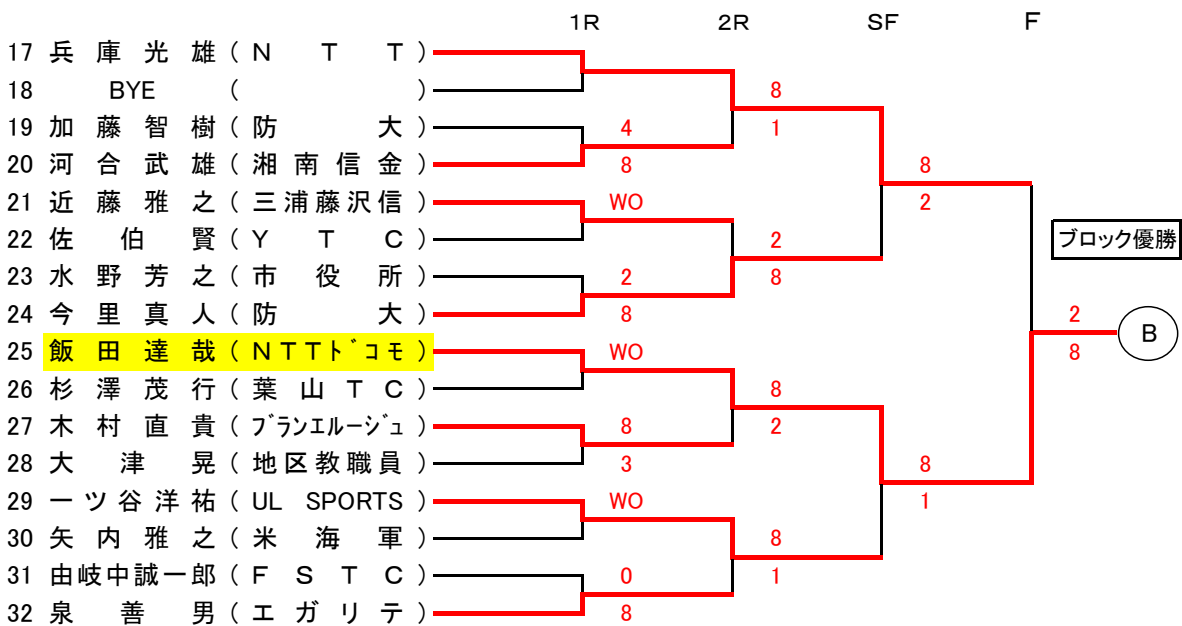 1R 2R SF F
17 兵庫光雄 ( N T T )
18 BYE ( )
8
19 加藤智樹 ( 防大 ) 4 1
20 河合武雄 ( 湘南信金 ) 8 8
21 近藤雅之 ( 三浦藤沢信 ) WO 2
22 佐伯賢 ( Y T C ) 2 ブロック優勝
23 水野芳之 ( 市役所 ) 2 8
24 今里真人 ( 防大 ) 8 2
B
25 飯田達哉 ( NTTドコモ ) WO 8
26 杉澤茂行 ( 葉山TC ) 8
27 木村直貴 ( ブランエルージュ ) 8 2
28 大津晃 ( 地区教職員 ) 3 8
29 一ツ谷洋祐 ( UL SPORTS ) WO 1
30 矢内雅之 ( 米海軍 ) 8
31 由岐中誠一郎 ( F S T C ) 0 1
32 泉善男 ( エガリテ ) 8